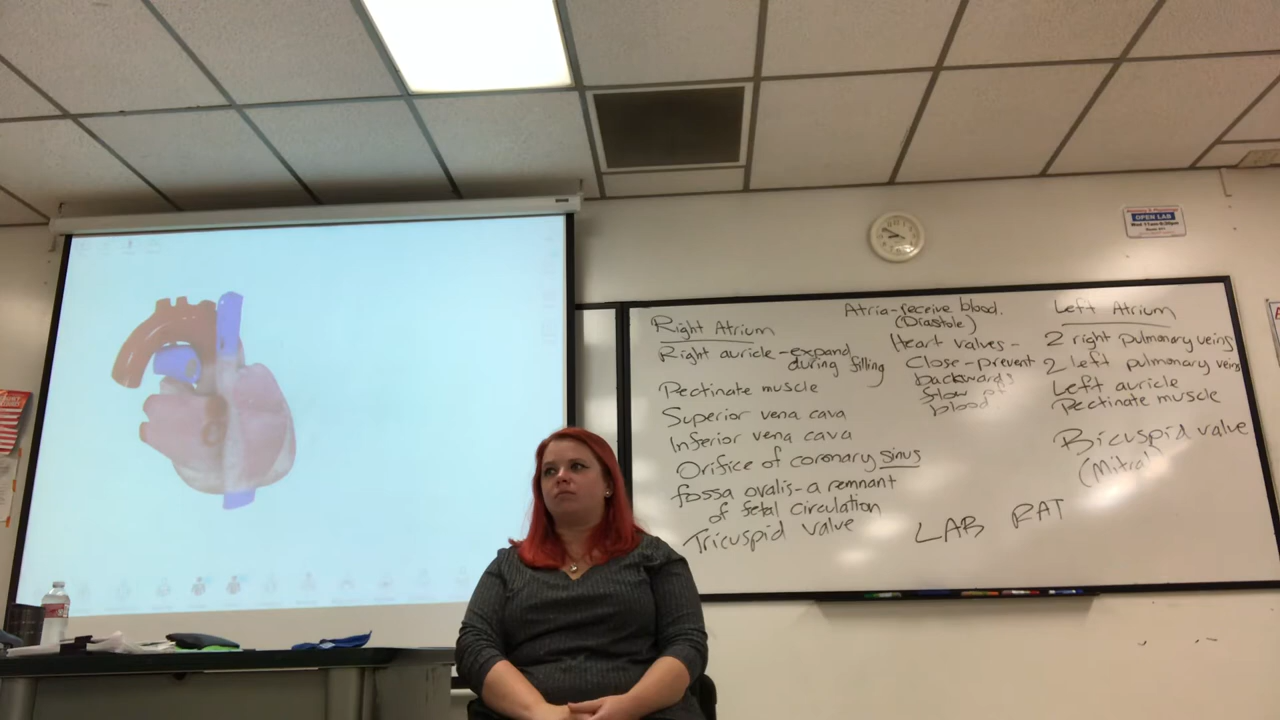 OPEN LAB
Right Atrium
Right auricle - expand
during filling
Pectinate muscle
Superior vena cava
Inferior vena cava
Orifice of coronary sinus
fossa ovalis - a remnant
of fetal circulation
Tricuspid valve
Atria - receive blood.
(Diastole)
Heart valves -
Close - prevent
backwards
flow of
blood.
Left Atrium
2 right pulmonary veins
2 left pulmonary veins
Left auricle
Pectinate muscle
Bicuspid valve
(Mitral)
LAB RAT